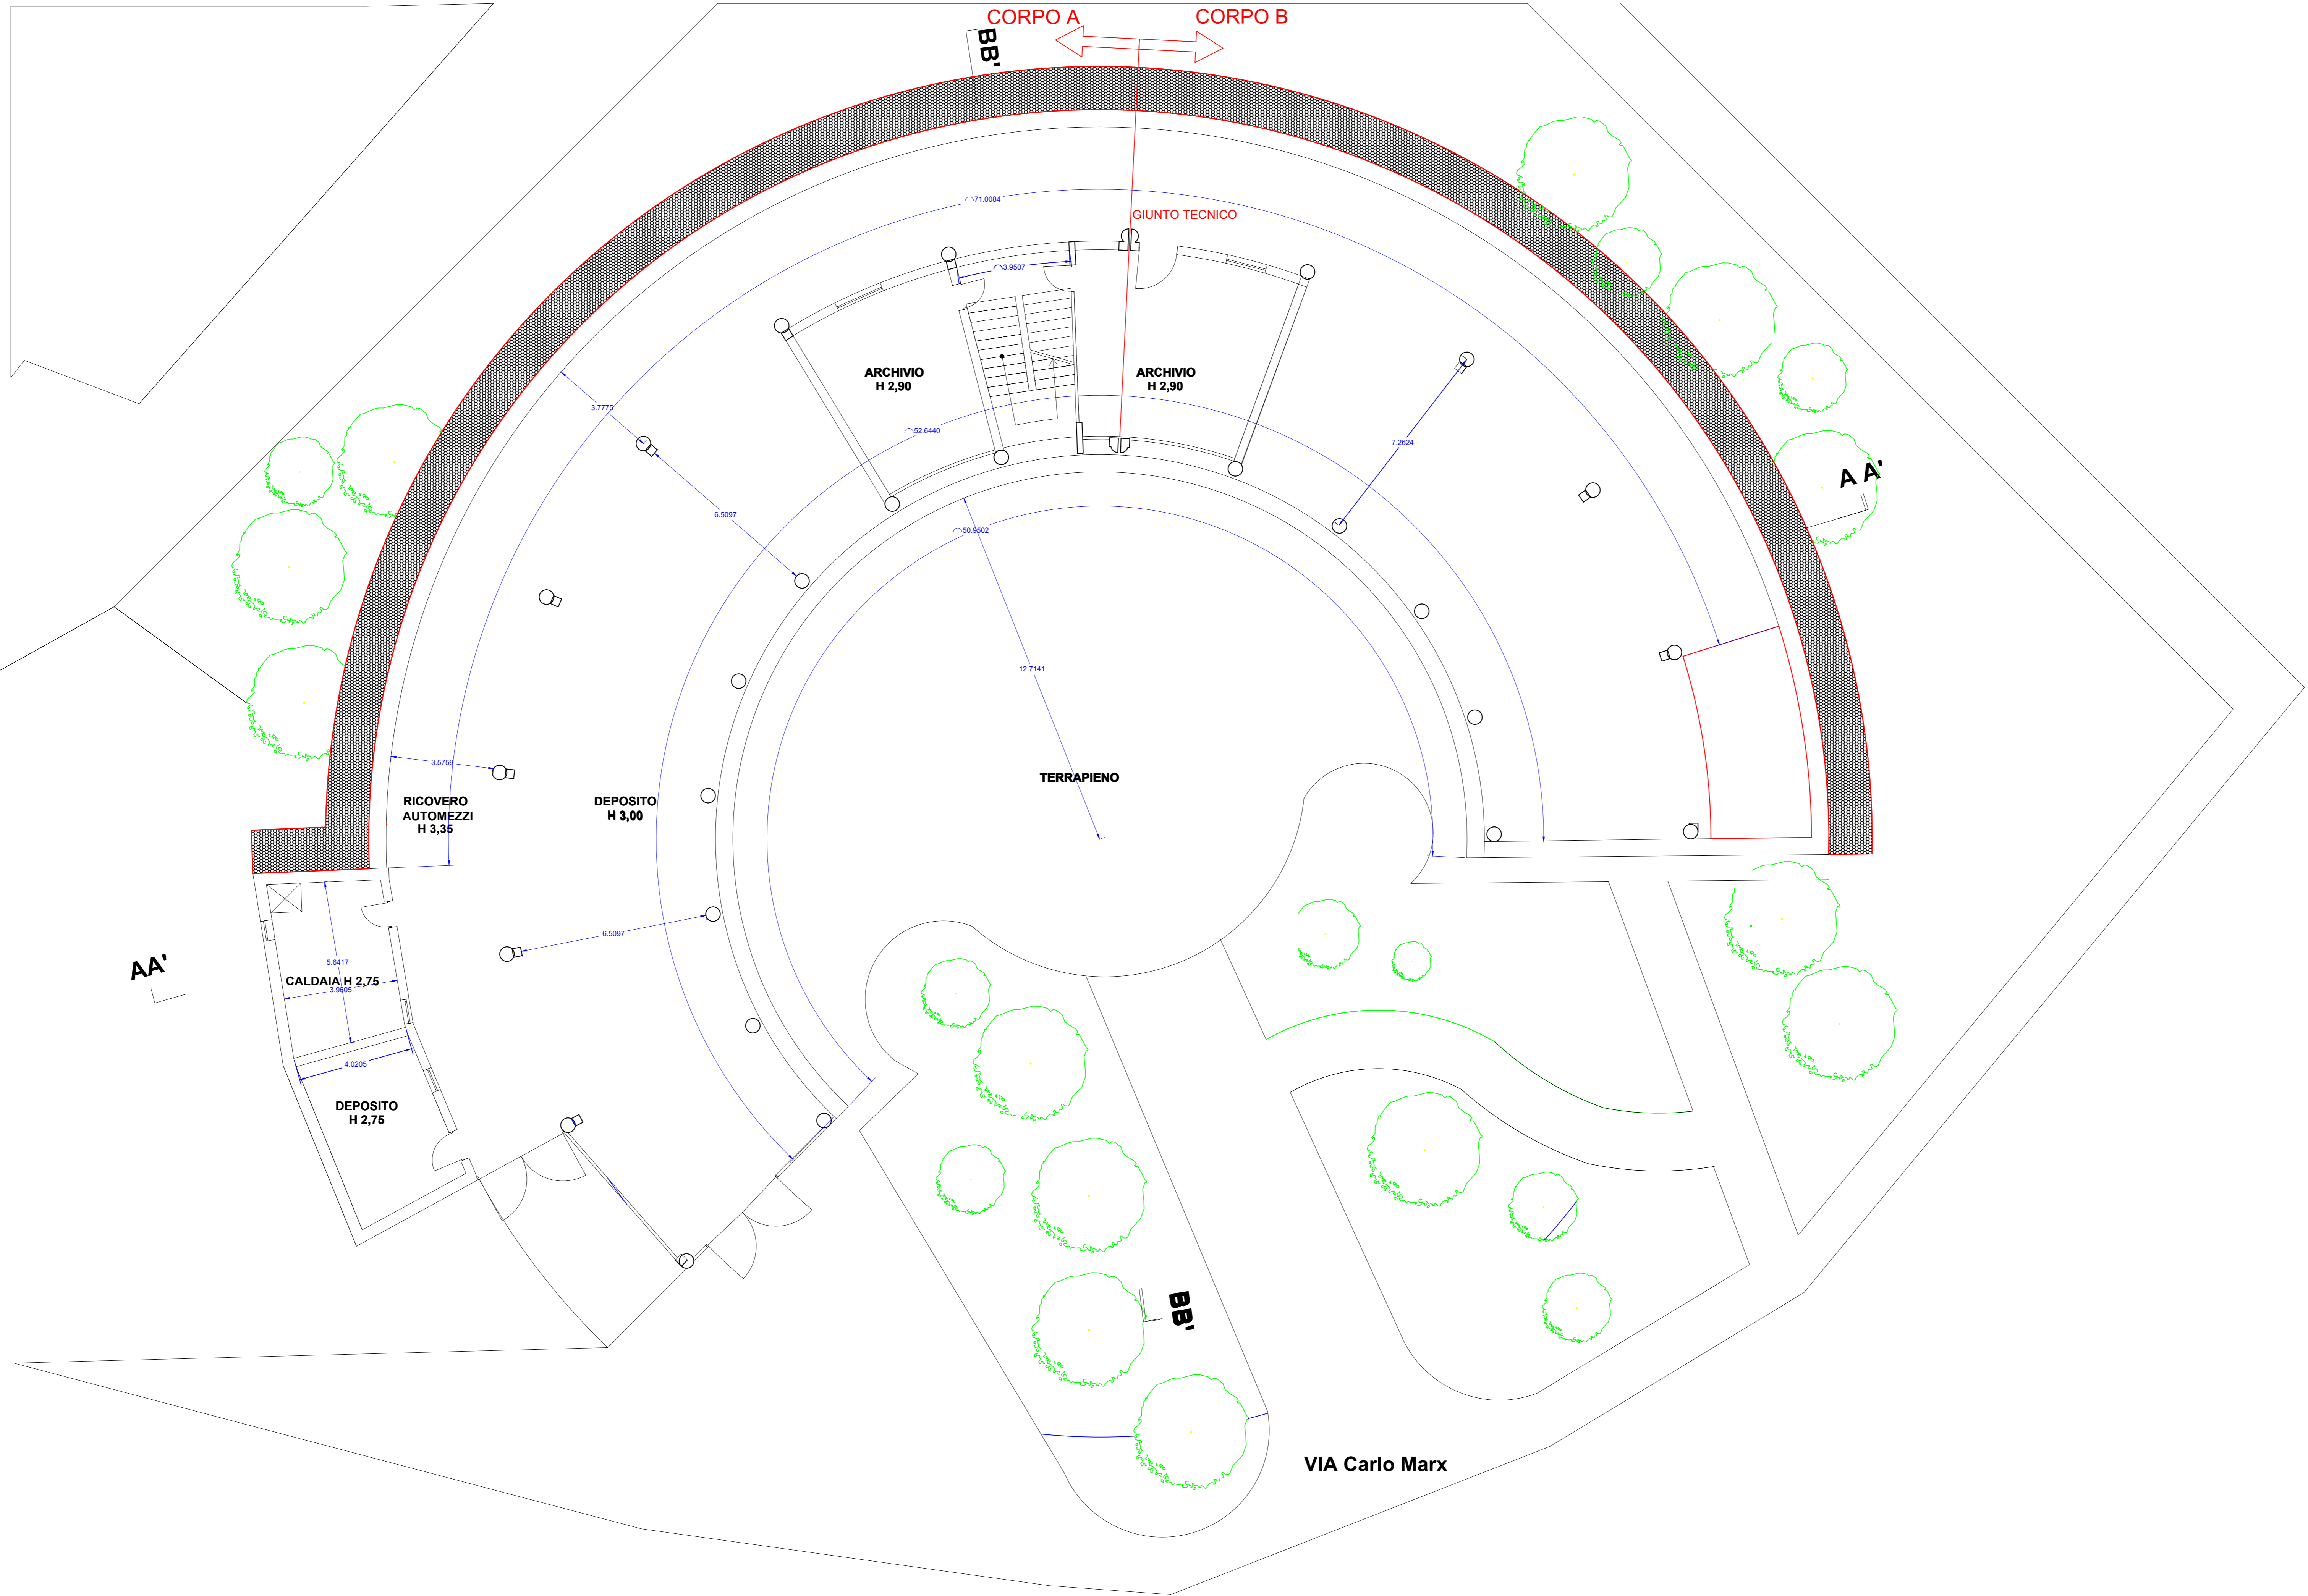 CORPO A
CORPO B
BB'
⌒71.0084
GIUNTO TECNICO
⌒3.9507
ARCHIVIO
H 2,90
ARCHIVIO
H 2,90
3.7775
⌒52.6440
7.2624
A A'
6.5097
⌒50.9502
12.7141
3.5759
TERRAPIENO
RICOVERO
AUTOMEZZI
H 3,35
DEPOSITO
H 3,00
6.5097
AA'
5.6417
CALDAIA H 2,75
3.9605
4.0205
DEPOSITO
H 2,75
BB'
VIA Carlo Marx